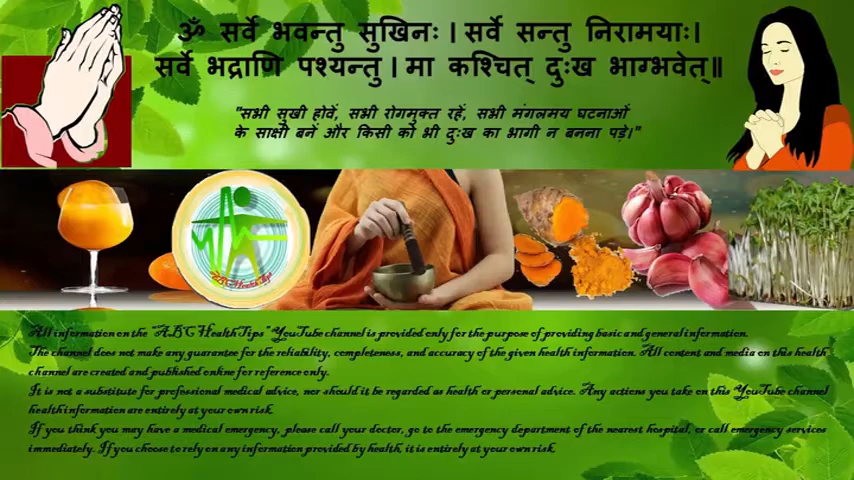 ॐ सर्वे भवन्तु सुखिनः । सर्वे सन्तु निरामयाः।
सर्वे भद्राणि पश्यन्तु । मा कश्चित् दुःख भाग्भवेत्॥
"सभी सुखी होवें, सभी रोगमुक्त रहें, सभी मंगलमय घटनाओं
के साक्षी बनें और किसी को भी दुःख का भागी न बनना पड़े।"
ABC Health Tips
All information on the "ABC Health Tips" YouTube channel is provided only for the purpose of providing basic and general information.
The channel does not make any guarantee for the reliability, completeness, and accuracy of the given health information. All content and media on this health
channel are created and published online for reference only.
It is not a substitute for professional medical advice, nor should it be regarded as health or personal advice. Any actions you take on this YouTube channel
health information are entirely at your own risk.
If you think you may have a medical emergency, please call your doctor, go to the emergency department of the nearest hospital, or call emergency services
immediately. If you choose to rely on any information provided by health, it is entirely at your own risk.